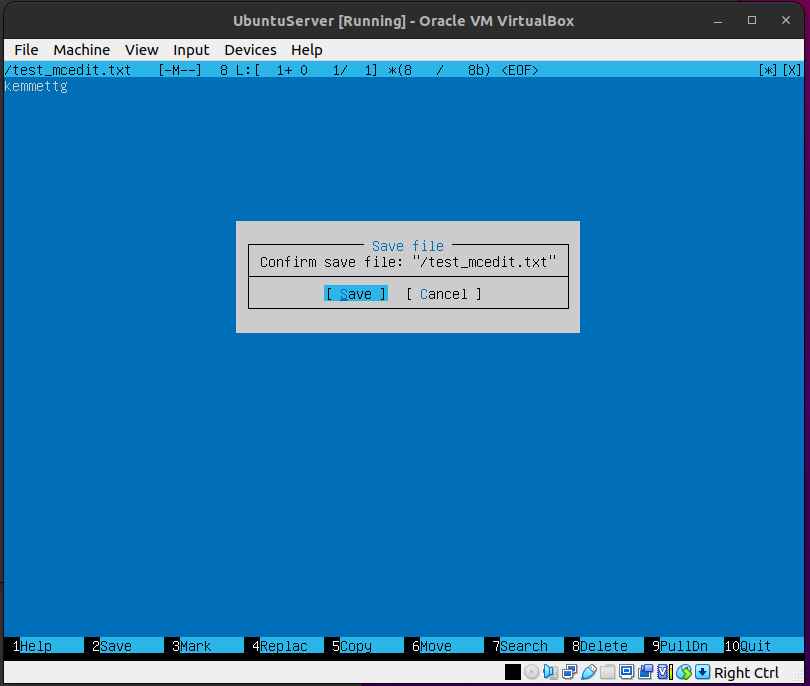 UbuntuServer [Running] - Oracle VM VirtualBox
File Machine View Input Devices Help
/test_mcedit.txt [-M--] 8 L:[ 1+ 0 1/ 1] *(8 / 8b) <EOF> [*][X]
kemmettg
Save file
Confirm save file: "/test_mcedit.txt"
[ Save ] [ Cancel ]
1Help 2Save 3Mark 4Replac 5Copy 6Move 7Search 8Delete 9PullDn 10Quit
Right Ctrl